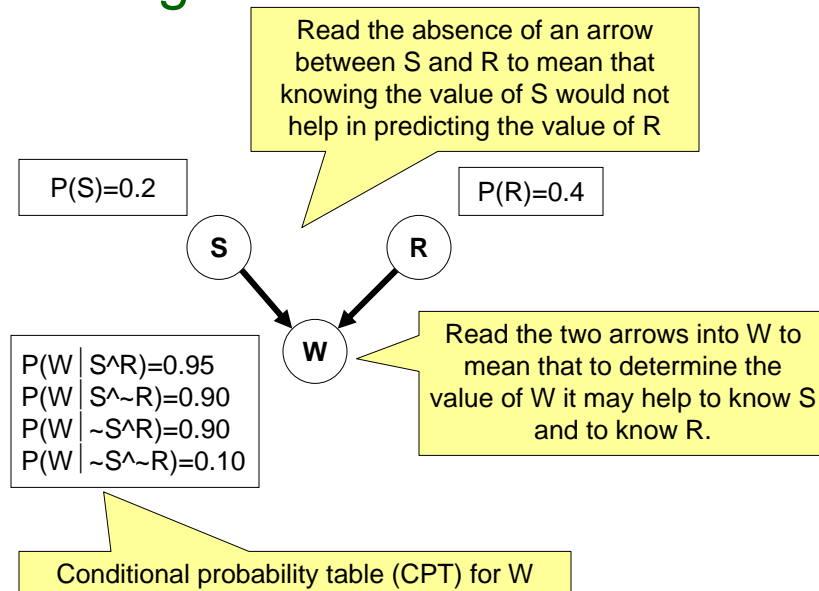 g
Read the absence of an arrow
between S and R to mean that
knowing the value of S would not
help in predicting the value of R
P(S)=0.2
P(R)=0.4
S
R
W
P(W | S^R)=0.95
P(W | S^~R)=0.90
P(W | ~S^R)=0.90
P(W | ~S^~R)=0.10
Read the two arrows into W to
mean that to determine the
value of W it may help to know S
and to know R.
Conditional probability table (CPT) for W